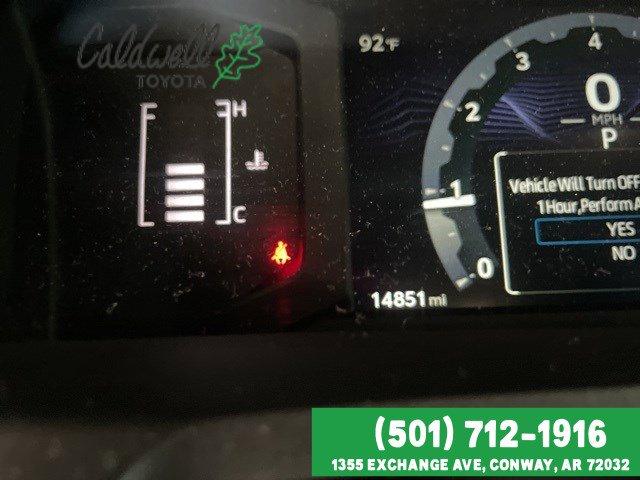 Caldwell
TOYOTA
92°F
F
H
C
4
3
2
1
0
0
MPH
P
Vehicle Will Turn OFF
1 Hour, Perform A
YES
NO
14851 mi
(501) 712-1916
1355 EXCHANGE AVE, CONWAY, AR 72032